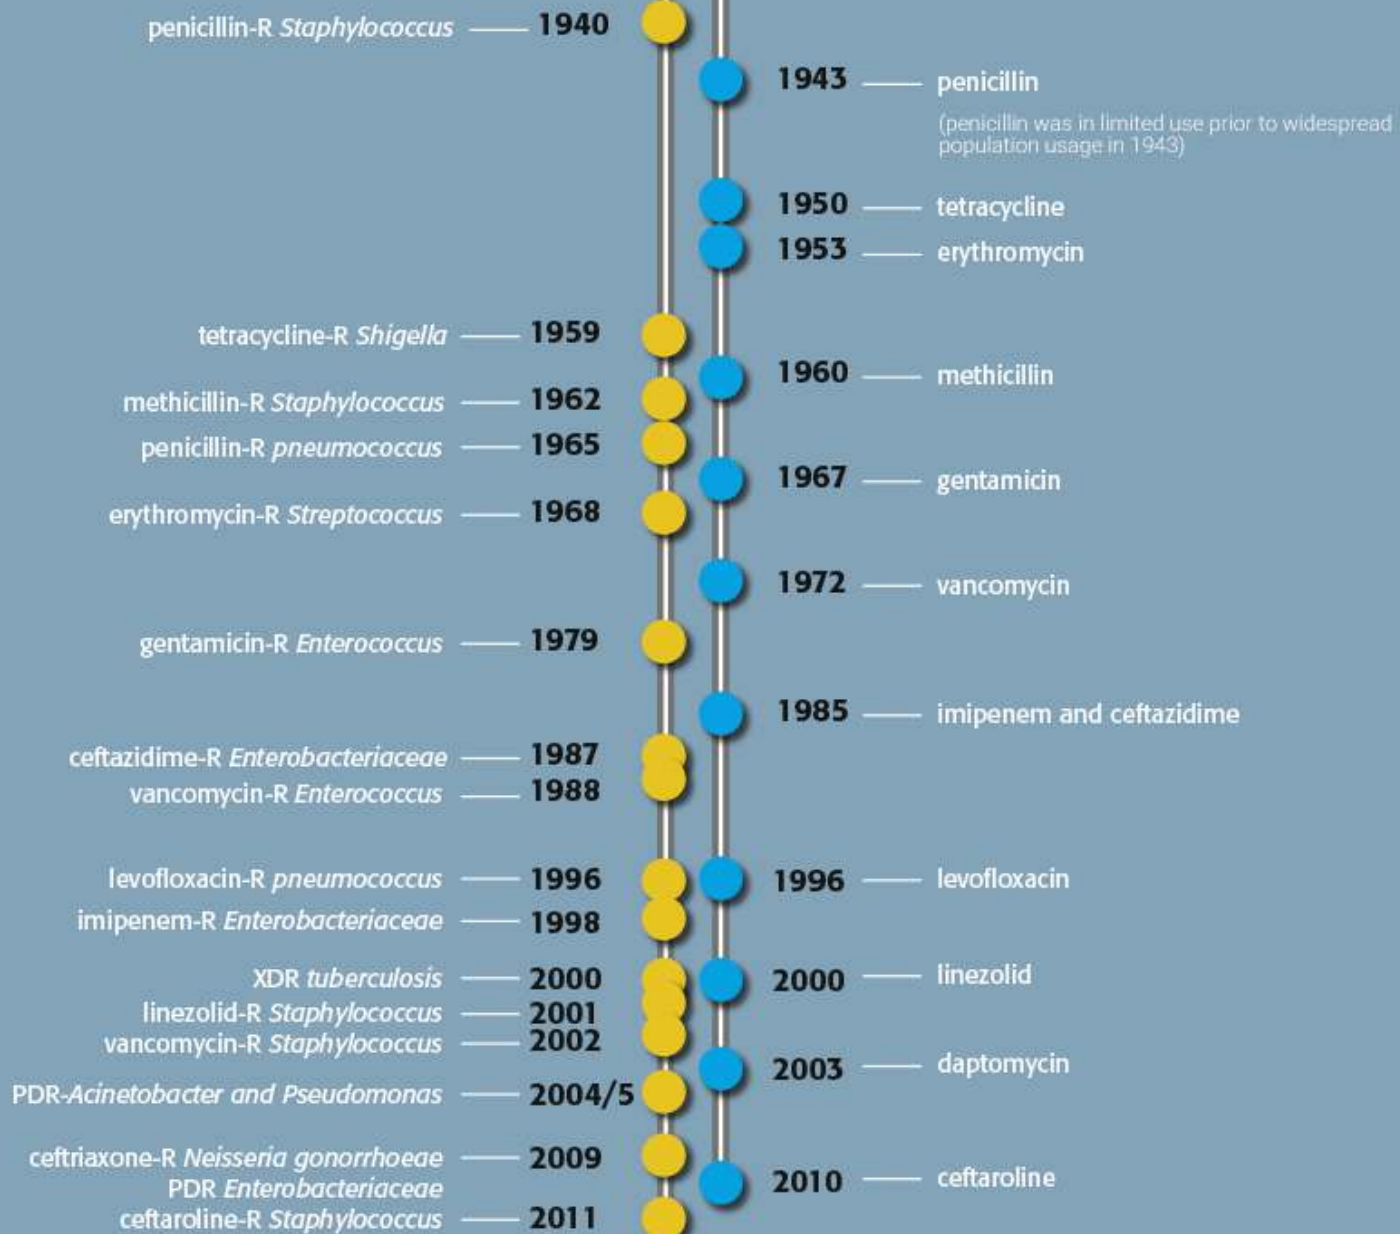 penicillin-R Staphylococcus 1940
1943 penicillin
(penicillin was in limited use prior to widespread
population usage in 1943)
1950 tetracycline
1953 erythromycin
tetracycline-R Shigella 1959
1960 methicillin
methicillin-R Staphylococcus 1962
penicillin-R pneumococcus 1965
1967 gentamicin
erythromycin-R Streptococcus 1968
1972 vancomycin
gentamicin-R Enterococcus 1979
1985 imipenem and ceftazidime
ceftazidime-R Enterobacteriaceae 1987
vancomycin-R Enterococcus 1988
levofloxacin-R pneumococcus 1996 1996 levofloxacin
imipenem-R Enterobacteriaceae 1998
XDR tuberculosis 2000 2000 linezolid
linezolid-R Staphylococcus 2001
vancomycin-R Staphylococcus 2002
2003 daptomycin
PDR-Acinetobacter and Pseudomonas 2004/5
ceftriaxone-R Neisseria gonorrhoeae 2009
PDR Enterobacteriaceae
2010 ceftaroline
ceftaroline-R Staphylococcus 2011